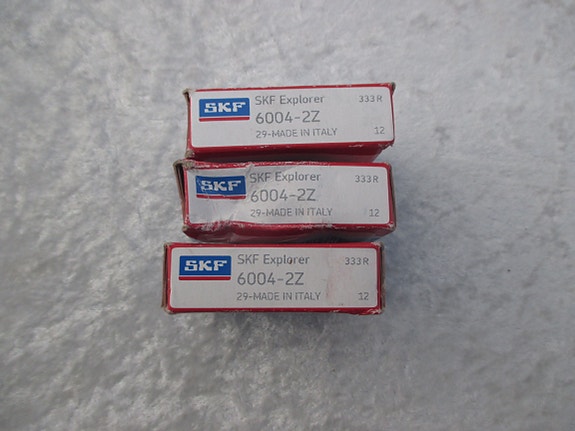 SKF SKF Explorer 333R
6004-2Z
29-MADE IN ITALY 12
SKF SKF Explorer 333R
6004-2Z
29-MADE IN ITALY 12
SKF SKF Explorer 333R
6004-2Z
29-MADE IN ITALY 12